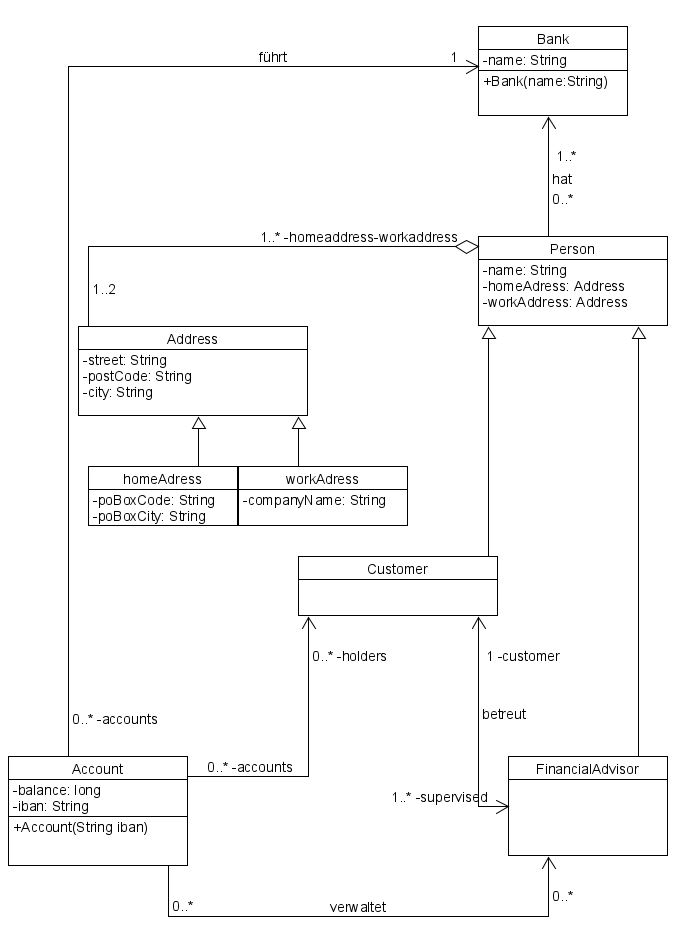 Bank
-name: String
+Bank(name:String)
führt
1
1..*
hat
0..*
1..* -homeaddress-workaddress
Person
-name: String
-homeAdress: Address
-workAddress: Address
1..2
Address
-street: String
-postCode: String
-city: String
homeAdress
-poBoxCode: String
-poBoxCity: String
workAdress
-companyName: String
Customer
0..* -holders
1 -customer
betreut
0..* -accounts
0..* -accounts
1..* -supervised
Account
-balance: long
-iban: String
+Account(String iban)
FinancialAdvisor
0..*
verwaltet
0..*